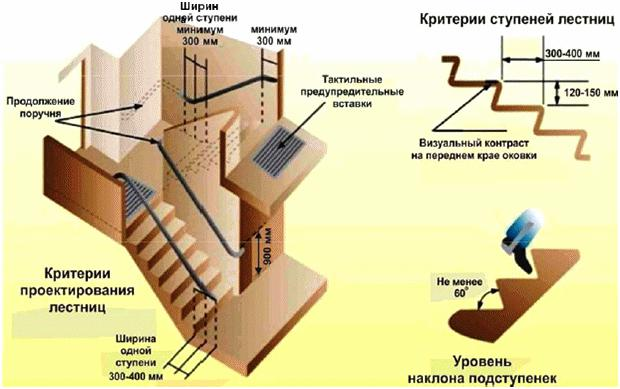 Ширин
одной ступени
минимум
300 мм
минимум
300 мм
Продолжение
поручня
Тактильные
предупредительные
вставки
900 мм
Критерии
проектирования
лестниц
Ширина
одной
ступени
300-400 мм
Критерии ступеней лестниц
300-400 мм
120-150 мм
Визуальный контраст
на переднем крае оковки
Не менее
60°
Уровень
наклона подступенек